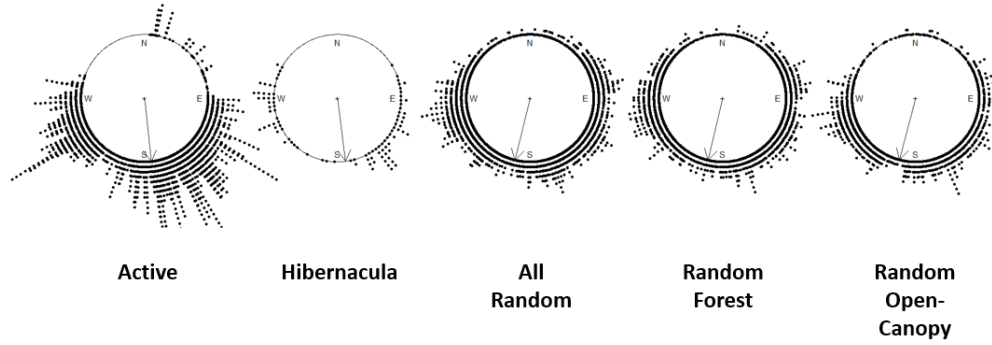 N
W E
S
N
W E
S
N
W E
S
N
W E
S
N
W E
S
Active
Hibernacula
All
Random
Random
Forest
Random
Open-
Canopy